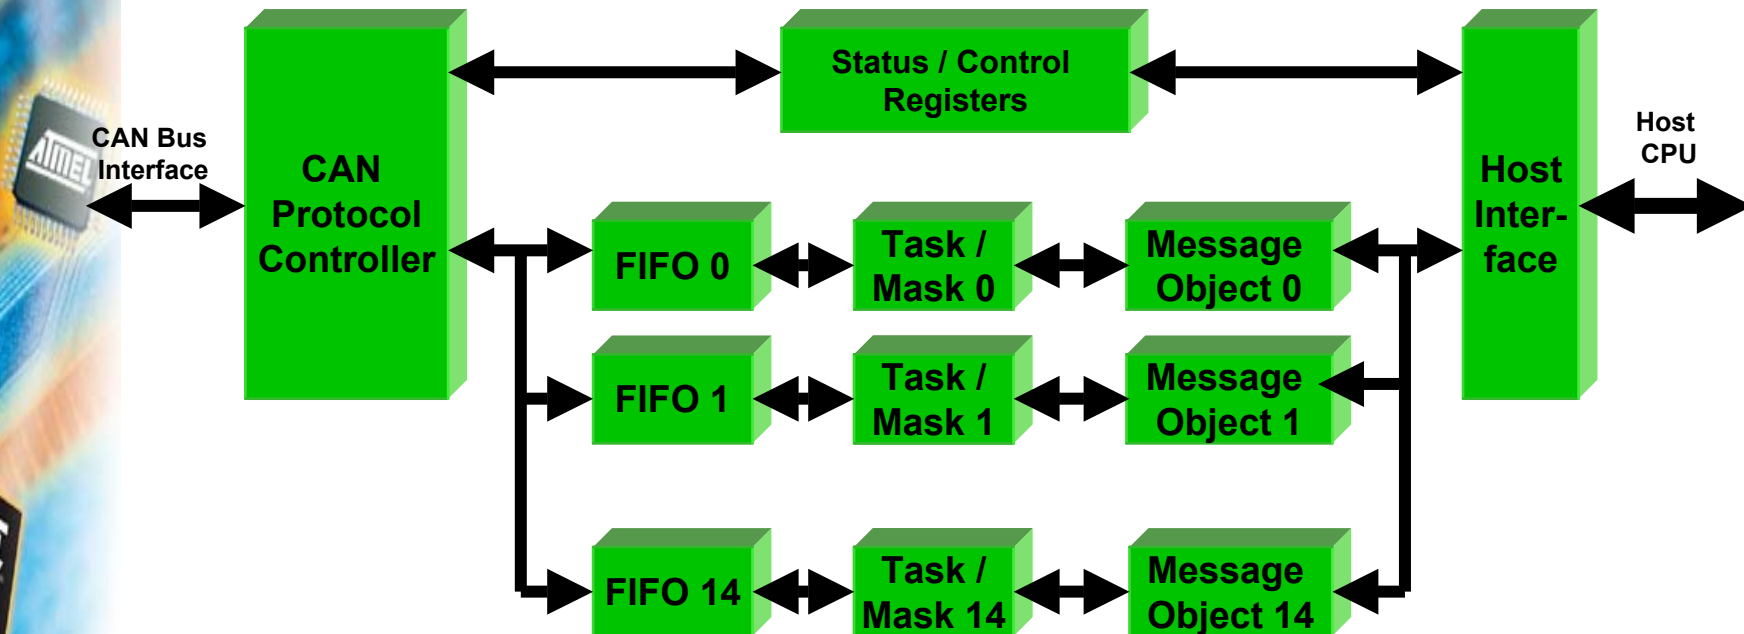 Status / Control
Registers
CAN Bus
Interface
ATMEL
CAN
Protocol
Controller
Host
Inter-
face
Host
CPU
FIFO 0
Task /
Mask 0
Message
Object 0
FIFO 1
Task /
Mask 1
Message
Object 1
FIFO 14
Task /
Mask 14
Message
Object 14